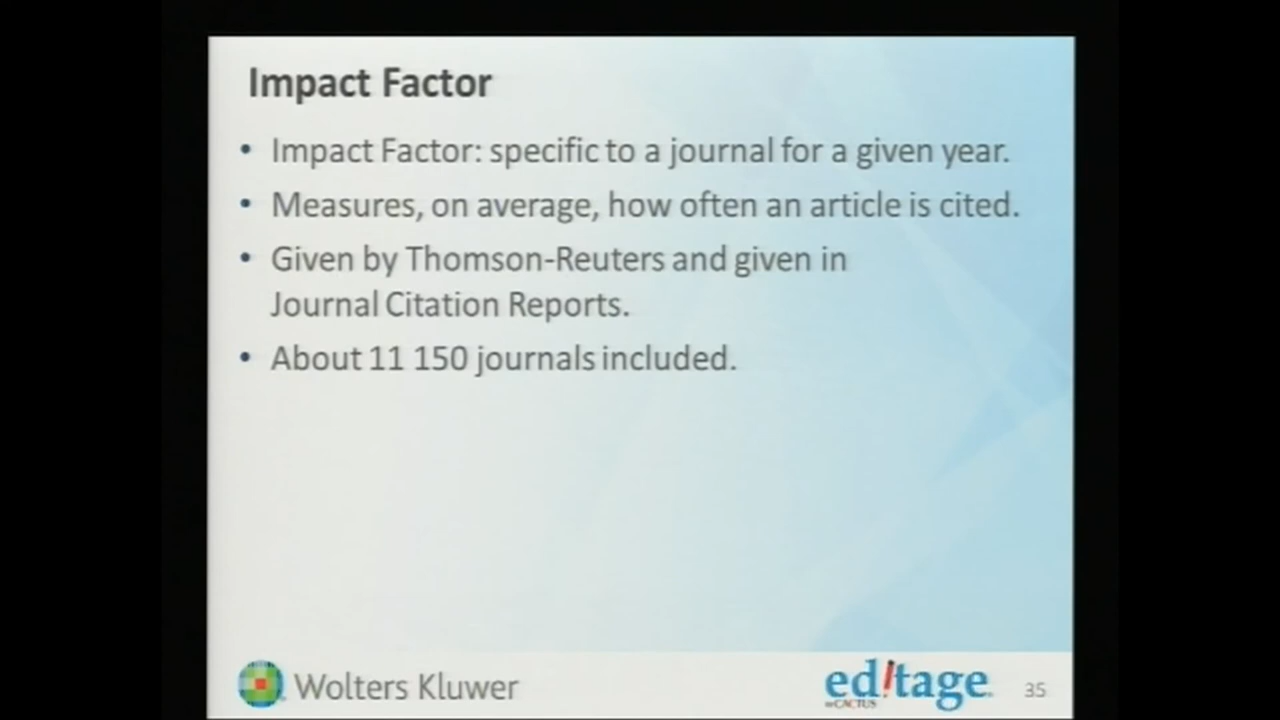 Impact Factor
• Impact Factor: specific to a journal for a given year.
• Measures, on average, how often an article is cited.
• Given by Thomson-Reuters and given in
Journal Citation Reports.
• About 11 150 journals included.
Wolters Kluwer
editage
by CACTUS
35